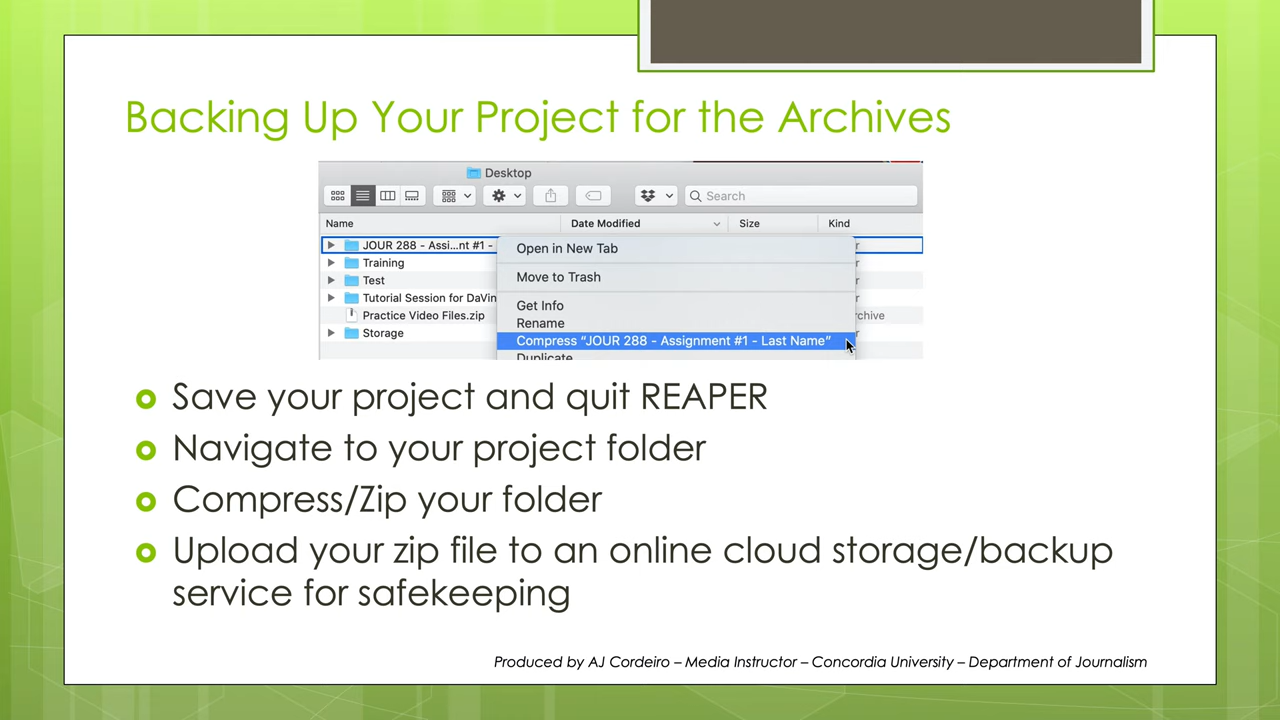 Backing Up Your Project for the Archives
Desktop
Search
Name Date Modified Size Kind
JOUR 288 - Assi...nt #1 -
Open in New Tab
Training
Move to Trash
Test
Tutorial Session for DaVin
Get Info
Practice Video Files.zip
chive
Rename
Storage
Compress “JOUR 288 - Assignment #1 - Last Name”
Duplicate
Save your project and quit REAPER
Navigate to your project folder
Compress/Zip your folder
Upload your zip file to an online cloud storage/backup
service for safekeeping
Produced by AJ Cordeiro – Media Instructor – Concordia University – Department of Journalism